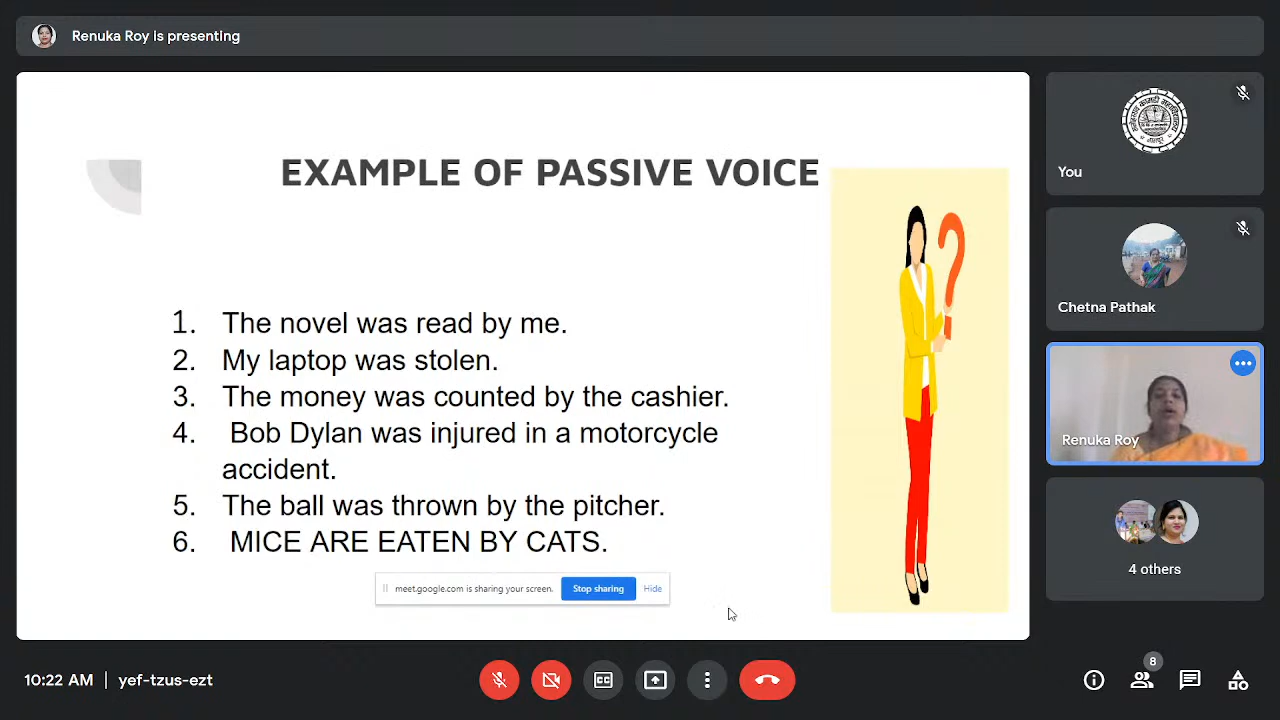 Renuka Roy is presenting
EXAMPLE OF PASSIVE VOICE
1. The novel was read by me.
2. My laptop was stolen.
3. The money was counted by the cashier.
4. Bob Dylan was injured in a motorcycle
accident.
5. The ball was thrown by the pitcher.
6. MICE ARE EATEN BY CATS.
meet.google.com is sharing your screen. Stop sharing Hide
You
Chetna Pathak
Renuka Roy
4 others
10:22 AM | yef-tzus-ezt
8